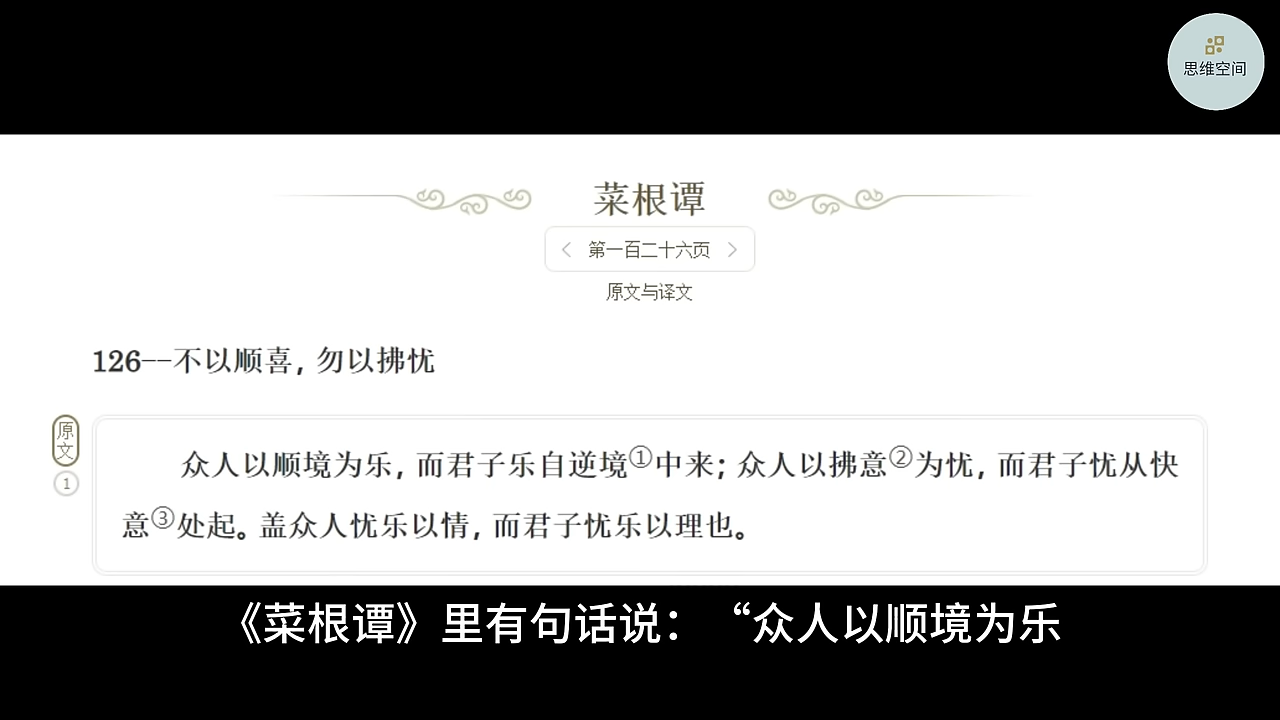 思维空间
菜根谭
第一百二十六页
原文与译文
126--不以顺喜，勿以拂忧
原文
1
众人以顺境为乐，而君子乐自逆境①中来；众人以拂意②为忧，而君子忧从快
意③处起。盖众人忧乐以情，而君子忧乐以理也。
《菜根谭》里有句话说：“众人以顺境为乐